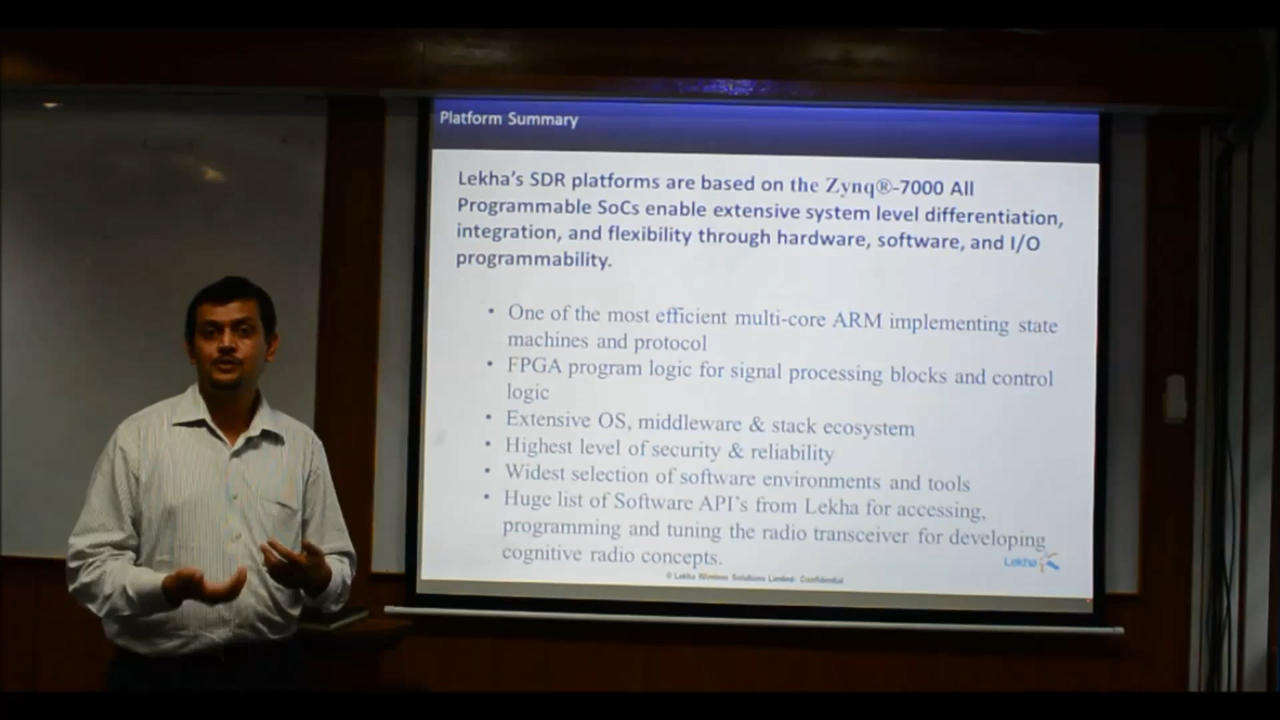 Platform Summary
Lekha's SDR platforms are based on the Zynq®-7000 All
Programmable SoCs enable extensive system level differentiation,
integration, and flexibility through hardware, software, and I/O
programmability.
• One of the most efficient multi-core ARM implementing state
machines and protocol
• FPGA program logic for signal processing blocks and control
logic
• Extensive OS, middleware & stack ecosystem
• Highest level of security & reliability
• Widest selection of software environments and tools
• Huge list of Software API's from Lekha for accessing,
programming and tuning the radio transceiver for developing
cognitive radio concepts.
Lekha
© Lekha Wireless Solutions Limited- Confidential